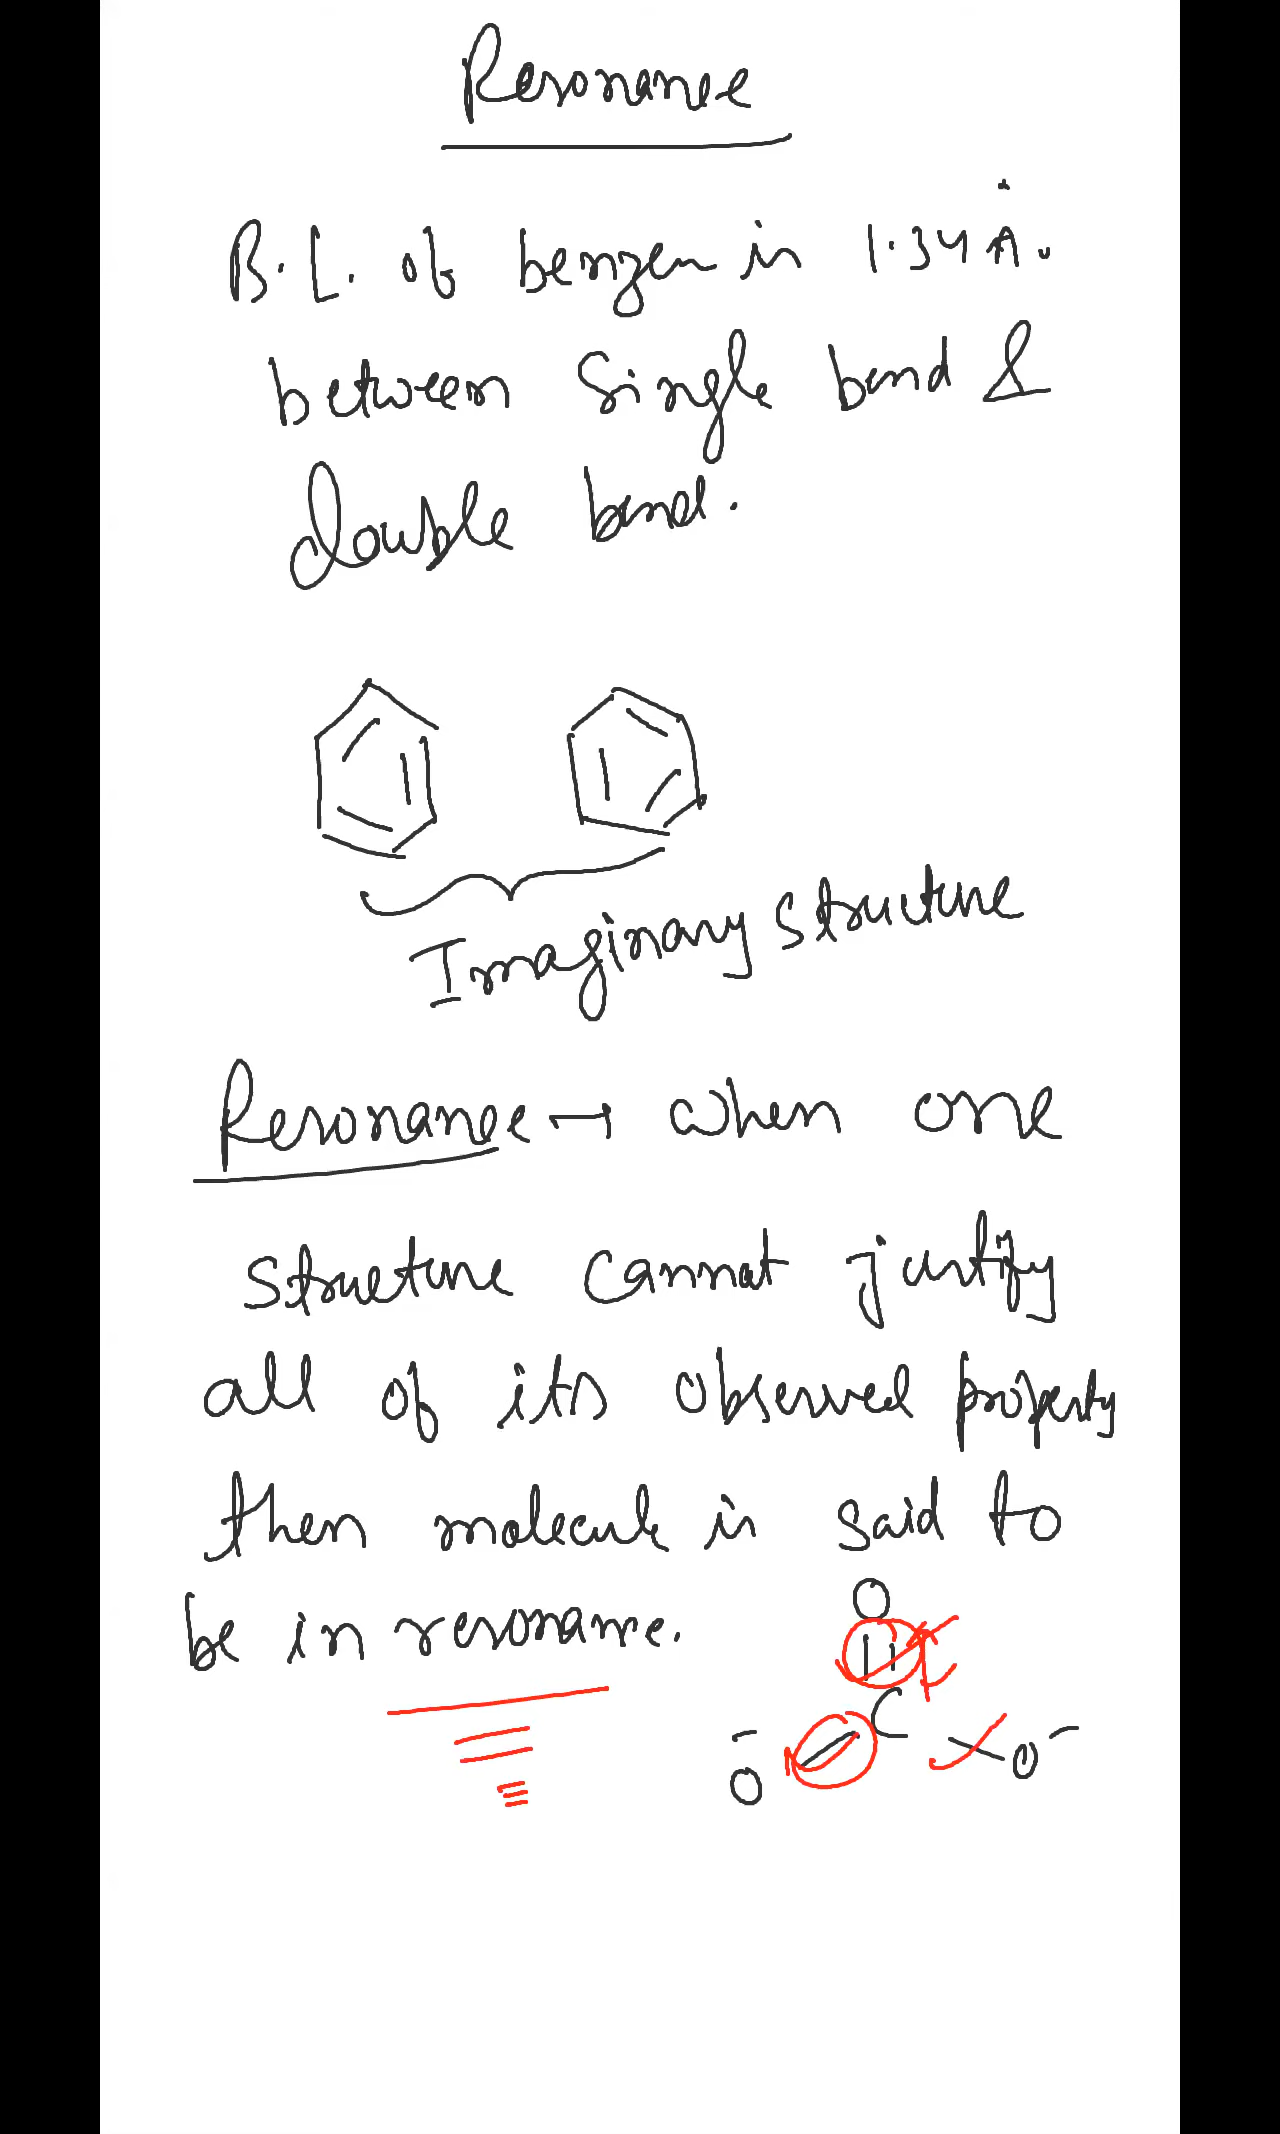 Resonance
B.L. of benzen is 1.34 Å.
between Single bond &
double bond.
Imaginary structure
Resonance → when one
structure cannot justify
all of its observed property
then molecule is said to
be in resonance.
O
C
O⁻ O⁻